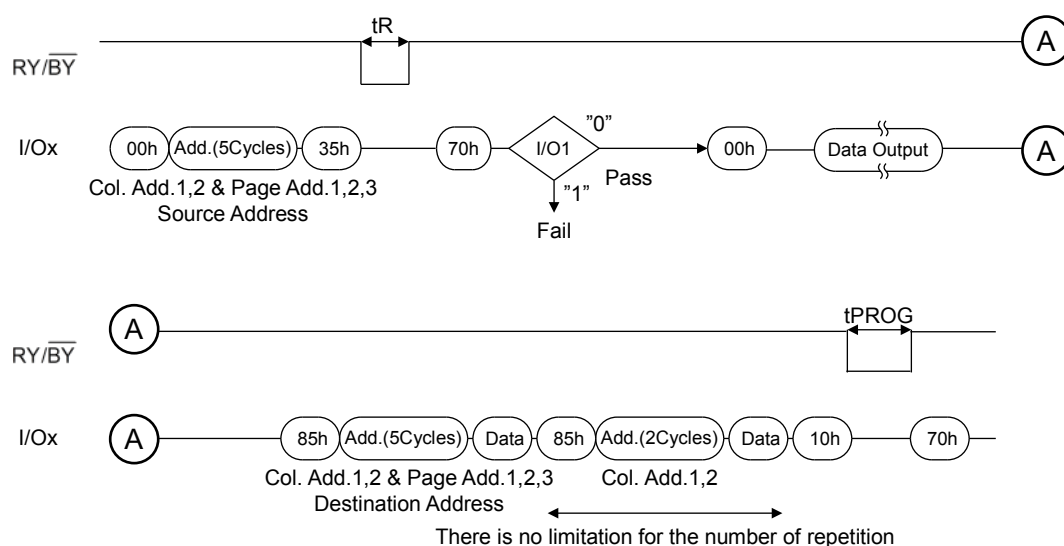 tR
RY/BY
A
I/Ox
00h
Add.(5Cycles)
35h
70h
I/O1
”0”
Pass
”1”
Fail
00h
Data Output
A
Col. Add.1,2 & Page Add.1,2,3
Source Address
A
tPROG
RY/BY
I/Ox
A
85h
Add.(5Cycles)
Data
85h
Add.(2Cycles)
Data
10h
70h
Col. Add.1,2 & Page Add.1,2,3
Destination Address
Col. Add.1,2
There is no limitation for the number of repetition